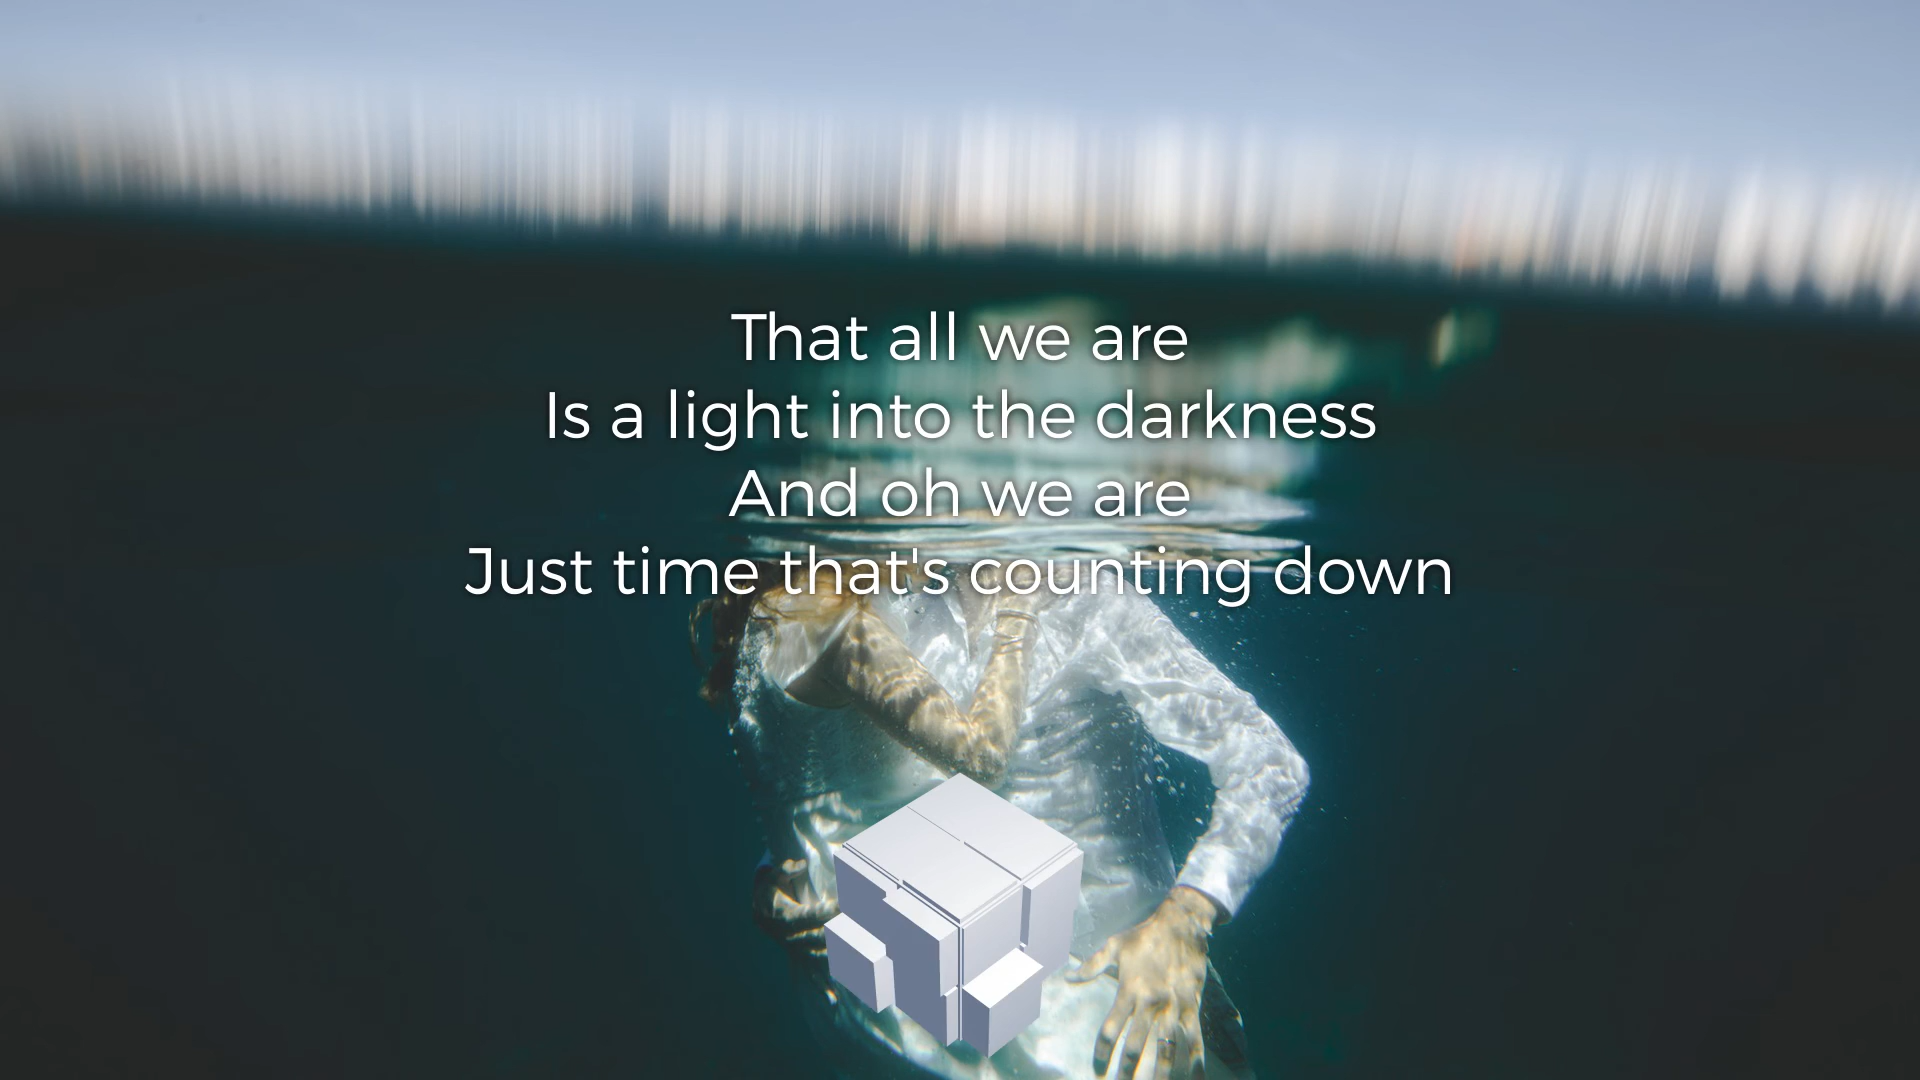 That all we are
Is a light into the darkness
And oh we are
Just time that's counting down